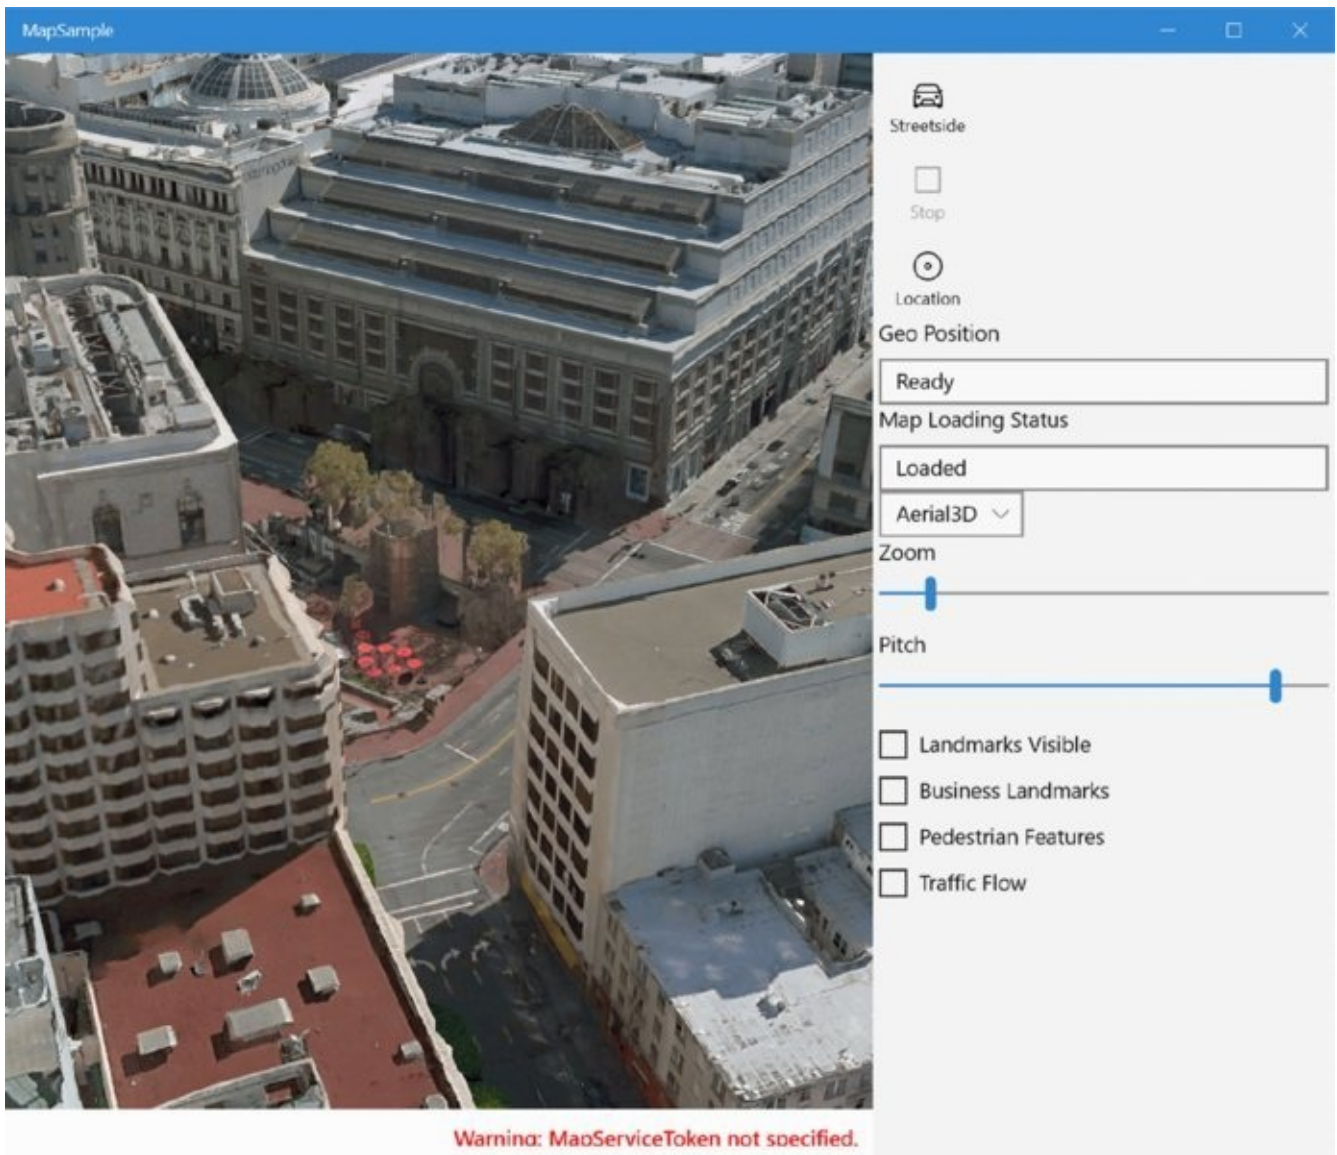 MapSample
Streetside
Stop
Location
Geo Position
Ready
Map Loading Status
Loaded
Aerial3D
Zoom
Pitch
Landmarks Visible
Business Landmarks
Pedestrian Features
Traffic Flow
Warning: MapServiceToken not specified.